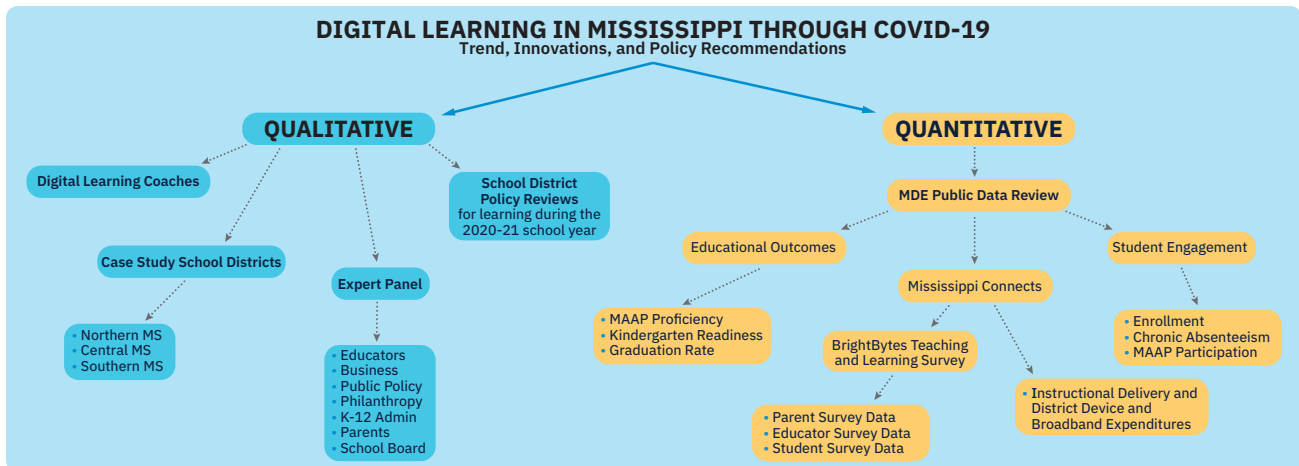 DIGITAL LEARNING IN MISSISSIPPI THROUGH COVID-19
Trend, Innovations, and Policy Recommendations
QUALITATIVE
Digital Learning Coaches
Case Study School Districts
• Northern MS
• Central MS
• Southern MS
Expert Panel
• Educators
• Business
• Public Policy
• Philanthropy
• K-12 Admin
• Parents
• School Board
School District
Policy Reviews
for learning during the
2020-21 school year
QUANTITATIVE
MDE Public Data Review
Educational Outcomes
• MAAP Proficiency
• Kindergarten Readiness
• Graduation Rate
Mississippi Connects
BrightBytes Teaching
and Learning Survey
• Parent Survey Data
• Educator Survey Data
• Student Survey Data
• Instructional Delivery and
District Device and
Broadband Expenditures
Student Engagement
• Enrollment
• Chronic Absenteeism
• MAAP Participation